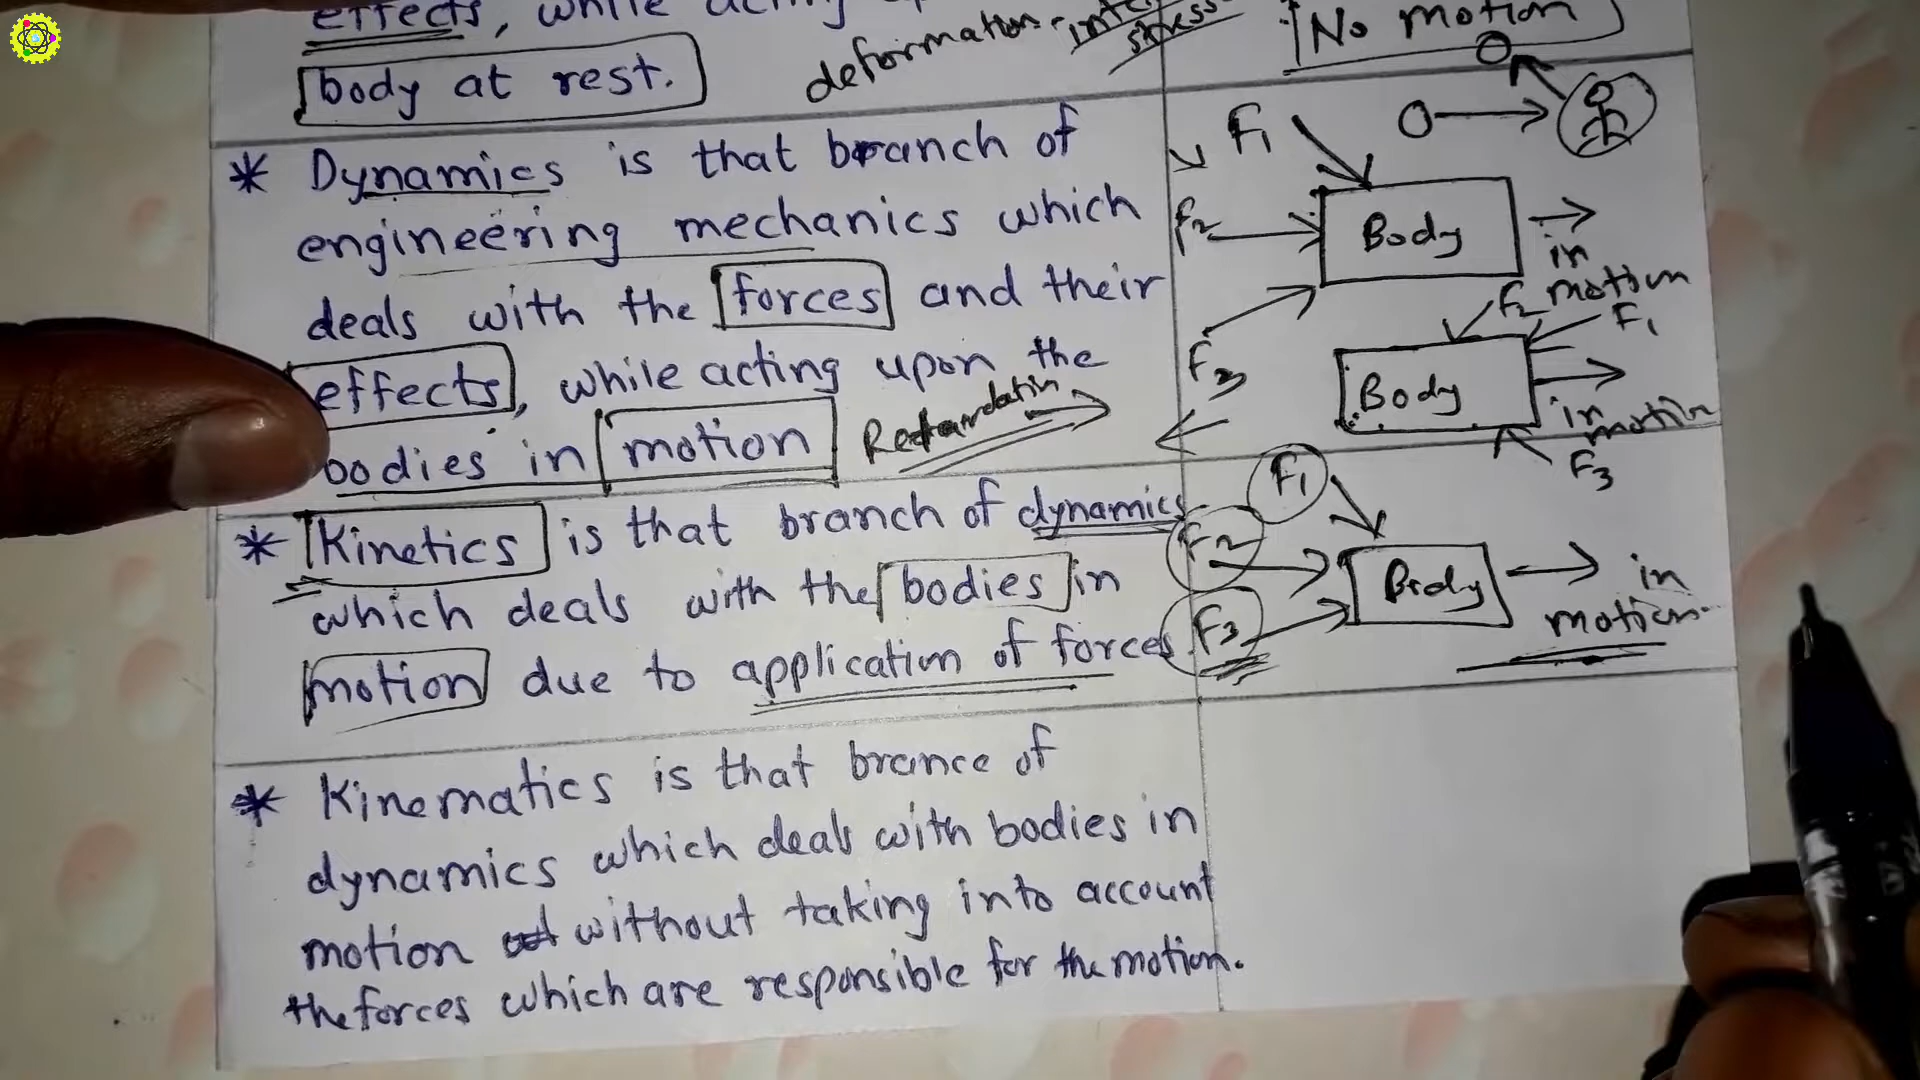 effects, while acting
body at rest.
deformation - stress
No motion
* Dynamics is that branch of
engineering mechanics which
deals with the forces and their
effects, while acting upon the
bodies in motion
Retardatin
F1
F2
F3
Body
in
motion
F2
F1
Body
in
motion
F3
* Kinetics is that branch of dynamics
which deals with the bodies in
motion due to application of forces.
F1
F2
F3
Body
in
motion
* Kinematics is that brance of
dynamics which deals with bodies in
motion without taking into account
the forces which are responsible for the motion.